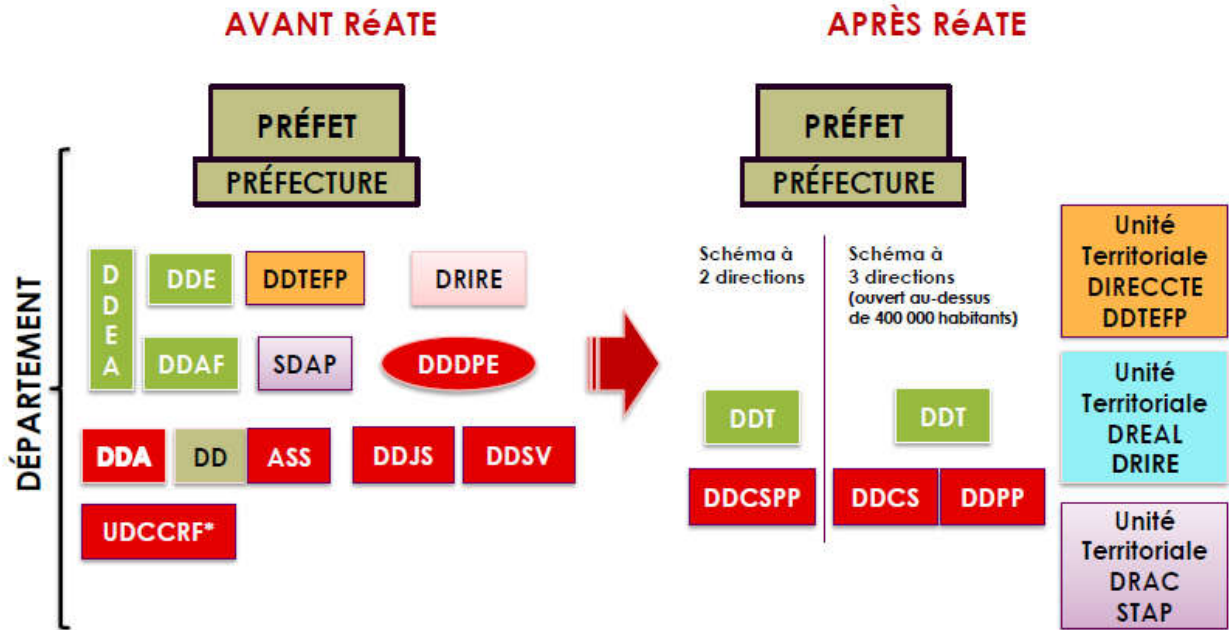 AVANT RéATE
APRÈS RéATE
DÉPARTEMENT
PRÉFET
PRÉFECTURE
DDEA
DDE
DDTEFP
DRIRE
DDAF
SDAP
DDDPE
DDA
DD
ASS
DDJS
DDSV
UDCCRF*
PRÉFET
PRÉFECTURE
Schéma à
2 directions
Schéma à
3 directions
(ouvert au-dessus
de 400 000 habitants)
DDT
DDT
DDCSPP
DDCS
DDPP
Unité
Territoriale
DIRECCTE
DDTEFP
Unité
Territoriale
DREAL
DRIRE
Unité
Territoriale
DRAC
STAP